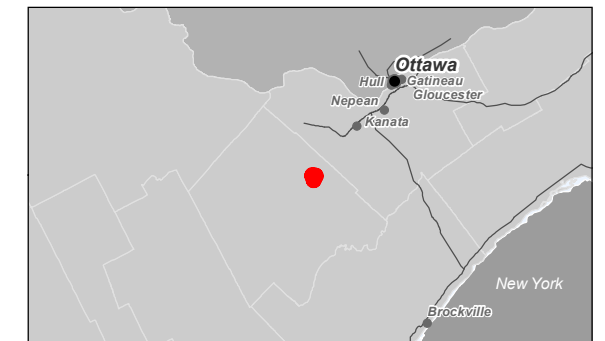 Ottawa
Hull
Gatineau
Gloucester
Nepean
Kanata
New York
Brockville